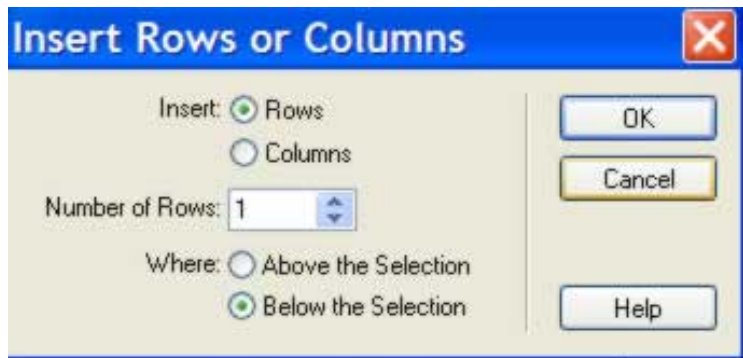 Insert Rows or Columns
Insert: Rows
Columns
OK
Cancel
Number of Rows: 1
Where: Above the Selection
Below the Selection
Help